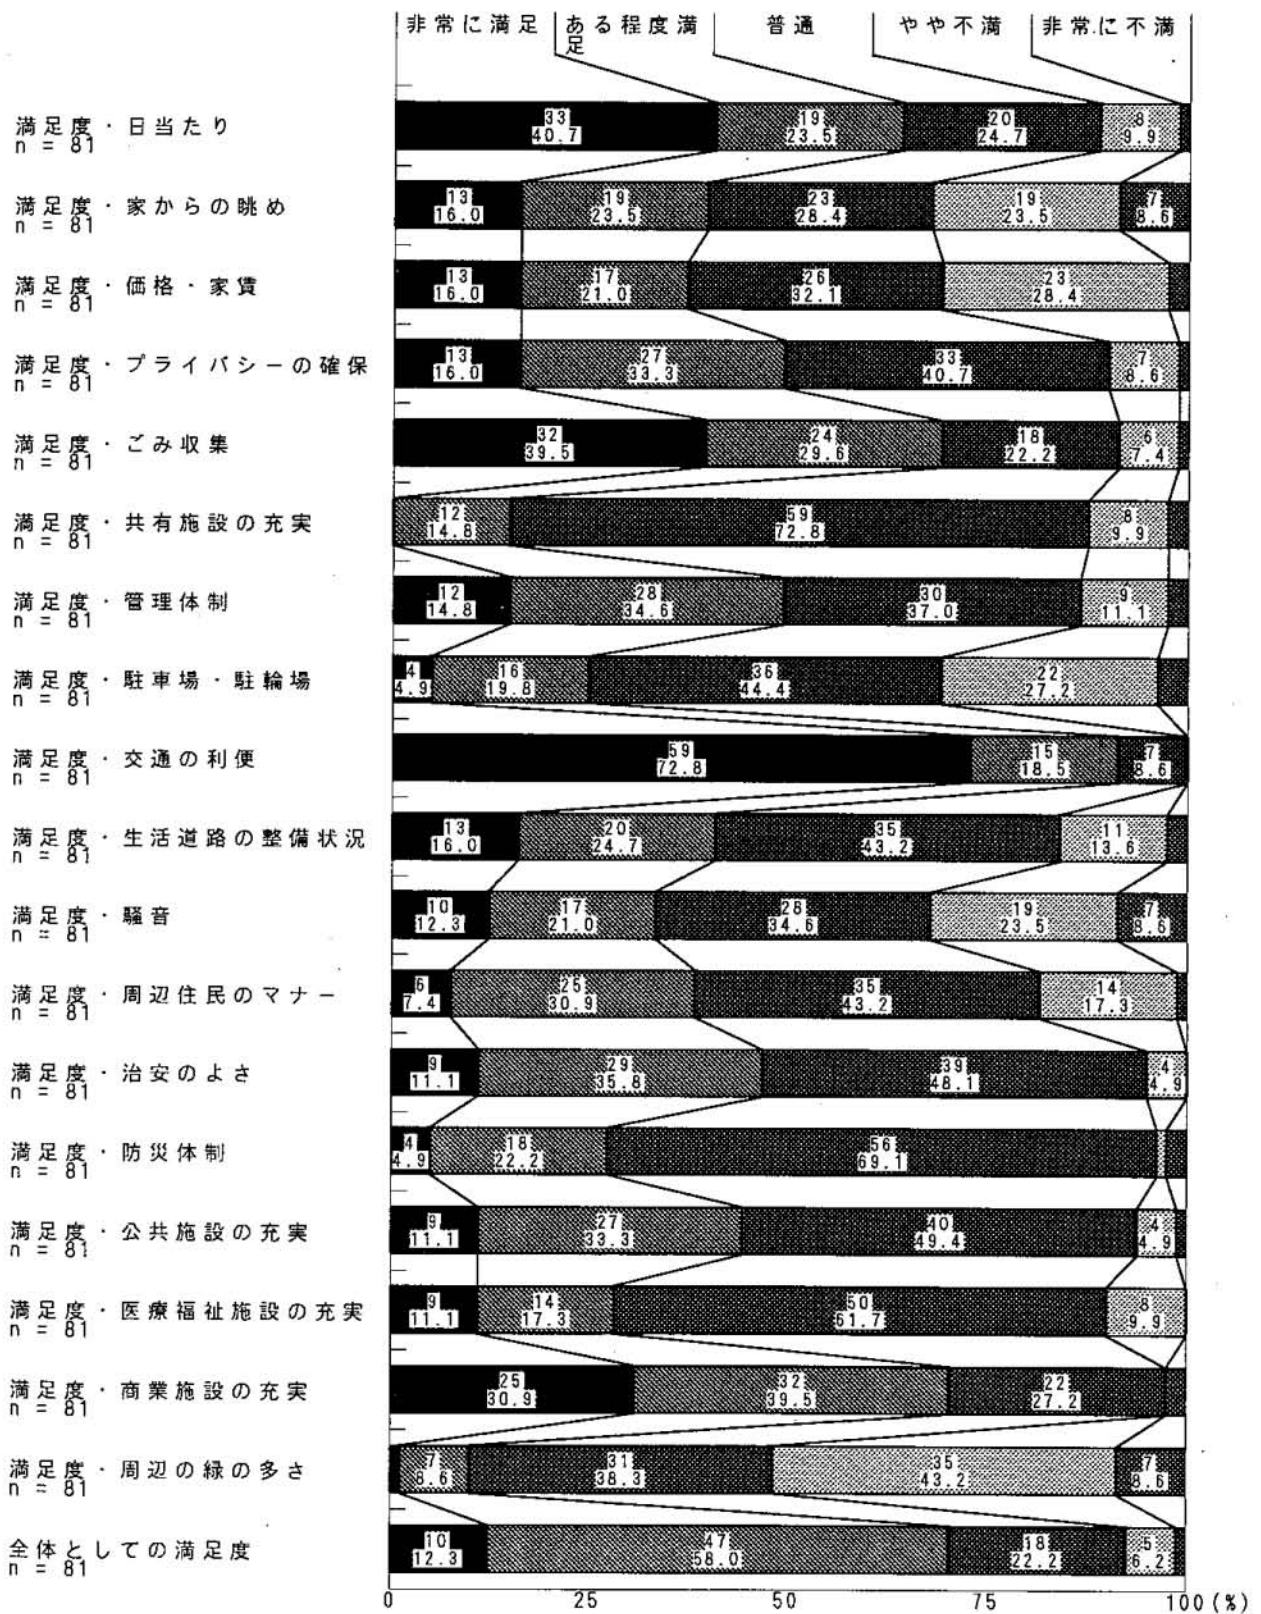 非常に満足 ある程度満足 普通 やや不満 非常に不満
満足度・日当たり
n = 81
33 19 20 8
40.7 23.5 24.7 9.9
満足度・家からの眺め
n = 81
13 19 23 19 7
16.0 23.5 28.4 23.5 8.6
満足度・価格・家賃
n = 81
13 17 26 23
16.0 21.0 32.1 28.4
満足度・プライバシーの確保
n = 81
13 27 33 7
16.0 33.3 40.7 8.6
満足度・ごみ収集
n = 81
32 24 18 6
39.5 29.6 22.2 7.4
満足度・共有施設の充実
n = 81
12 59 8
14.8 72.8 9.9
満足度・管理体制
n = 81
12 28 30 9
14.8 34.6 37.0 11.1
満足度・駐車場・駐輪場
n = 81
4 16 36 22
4.9 19.8 44.4 27.2
満足度・交通の利便
n = 81
59 15 7
72.8 18.5 8.6
満足度・生活道路の整備状況
n = 81
13 20 35 11
16.0 24.7 43.2 13.6
満足度・騒音
n = 81
10 17 28 19 7
12.3 21.0 34.6 23.5 8.6
満足度・周辺住民のマナー
n = 81
6 25 35 14
7.4 30.9 43.2 17.3
満足度・治安のよさ
n = 81
9 29 39 4
11.1 35.8 48.1 4.9
満足度・防災体制
n = 81
4 18 56
4.9 22.2 69.1
満足度・公共施設の充実
n = 81
9 27 40 4
11.1 33.3 49.4 4.9
満足度・医療福祉施設の充実
n = 81
9 14 50 8
11.1 17.3 61.7 9.9
満足度・商業施設の充実
n = 81
25 32 22
30.9 39.5 27.2
満足度・周辺の緑の多さ
n = 81
7 31 35 7
8.6 38.3 43.2 8.6
全体としての満足度
n = 81
10 47 18 5
12.3 58.0 22.2 6.2
0 25 50 75 100(%)